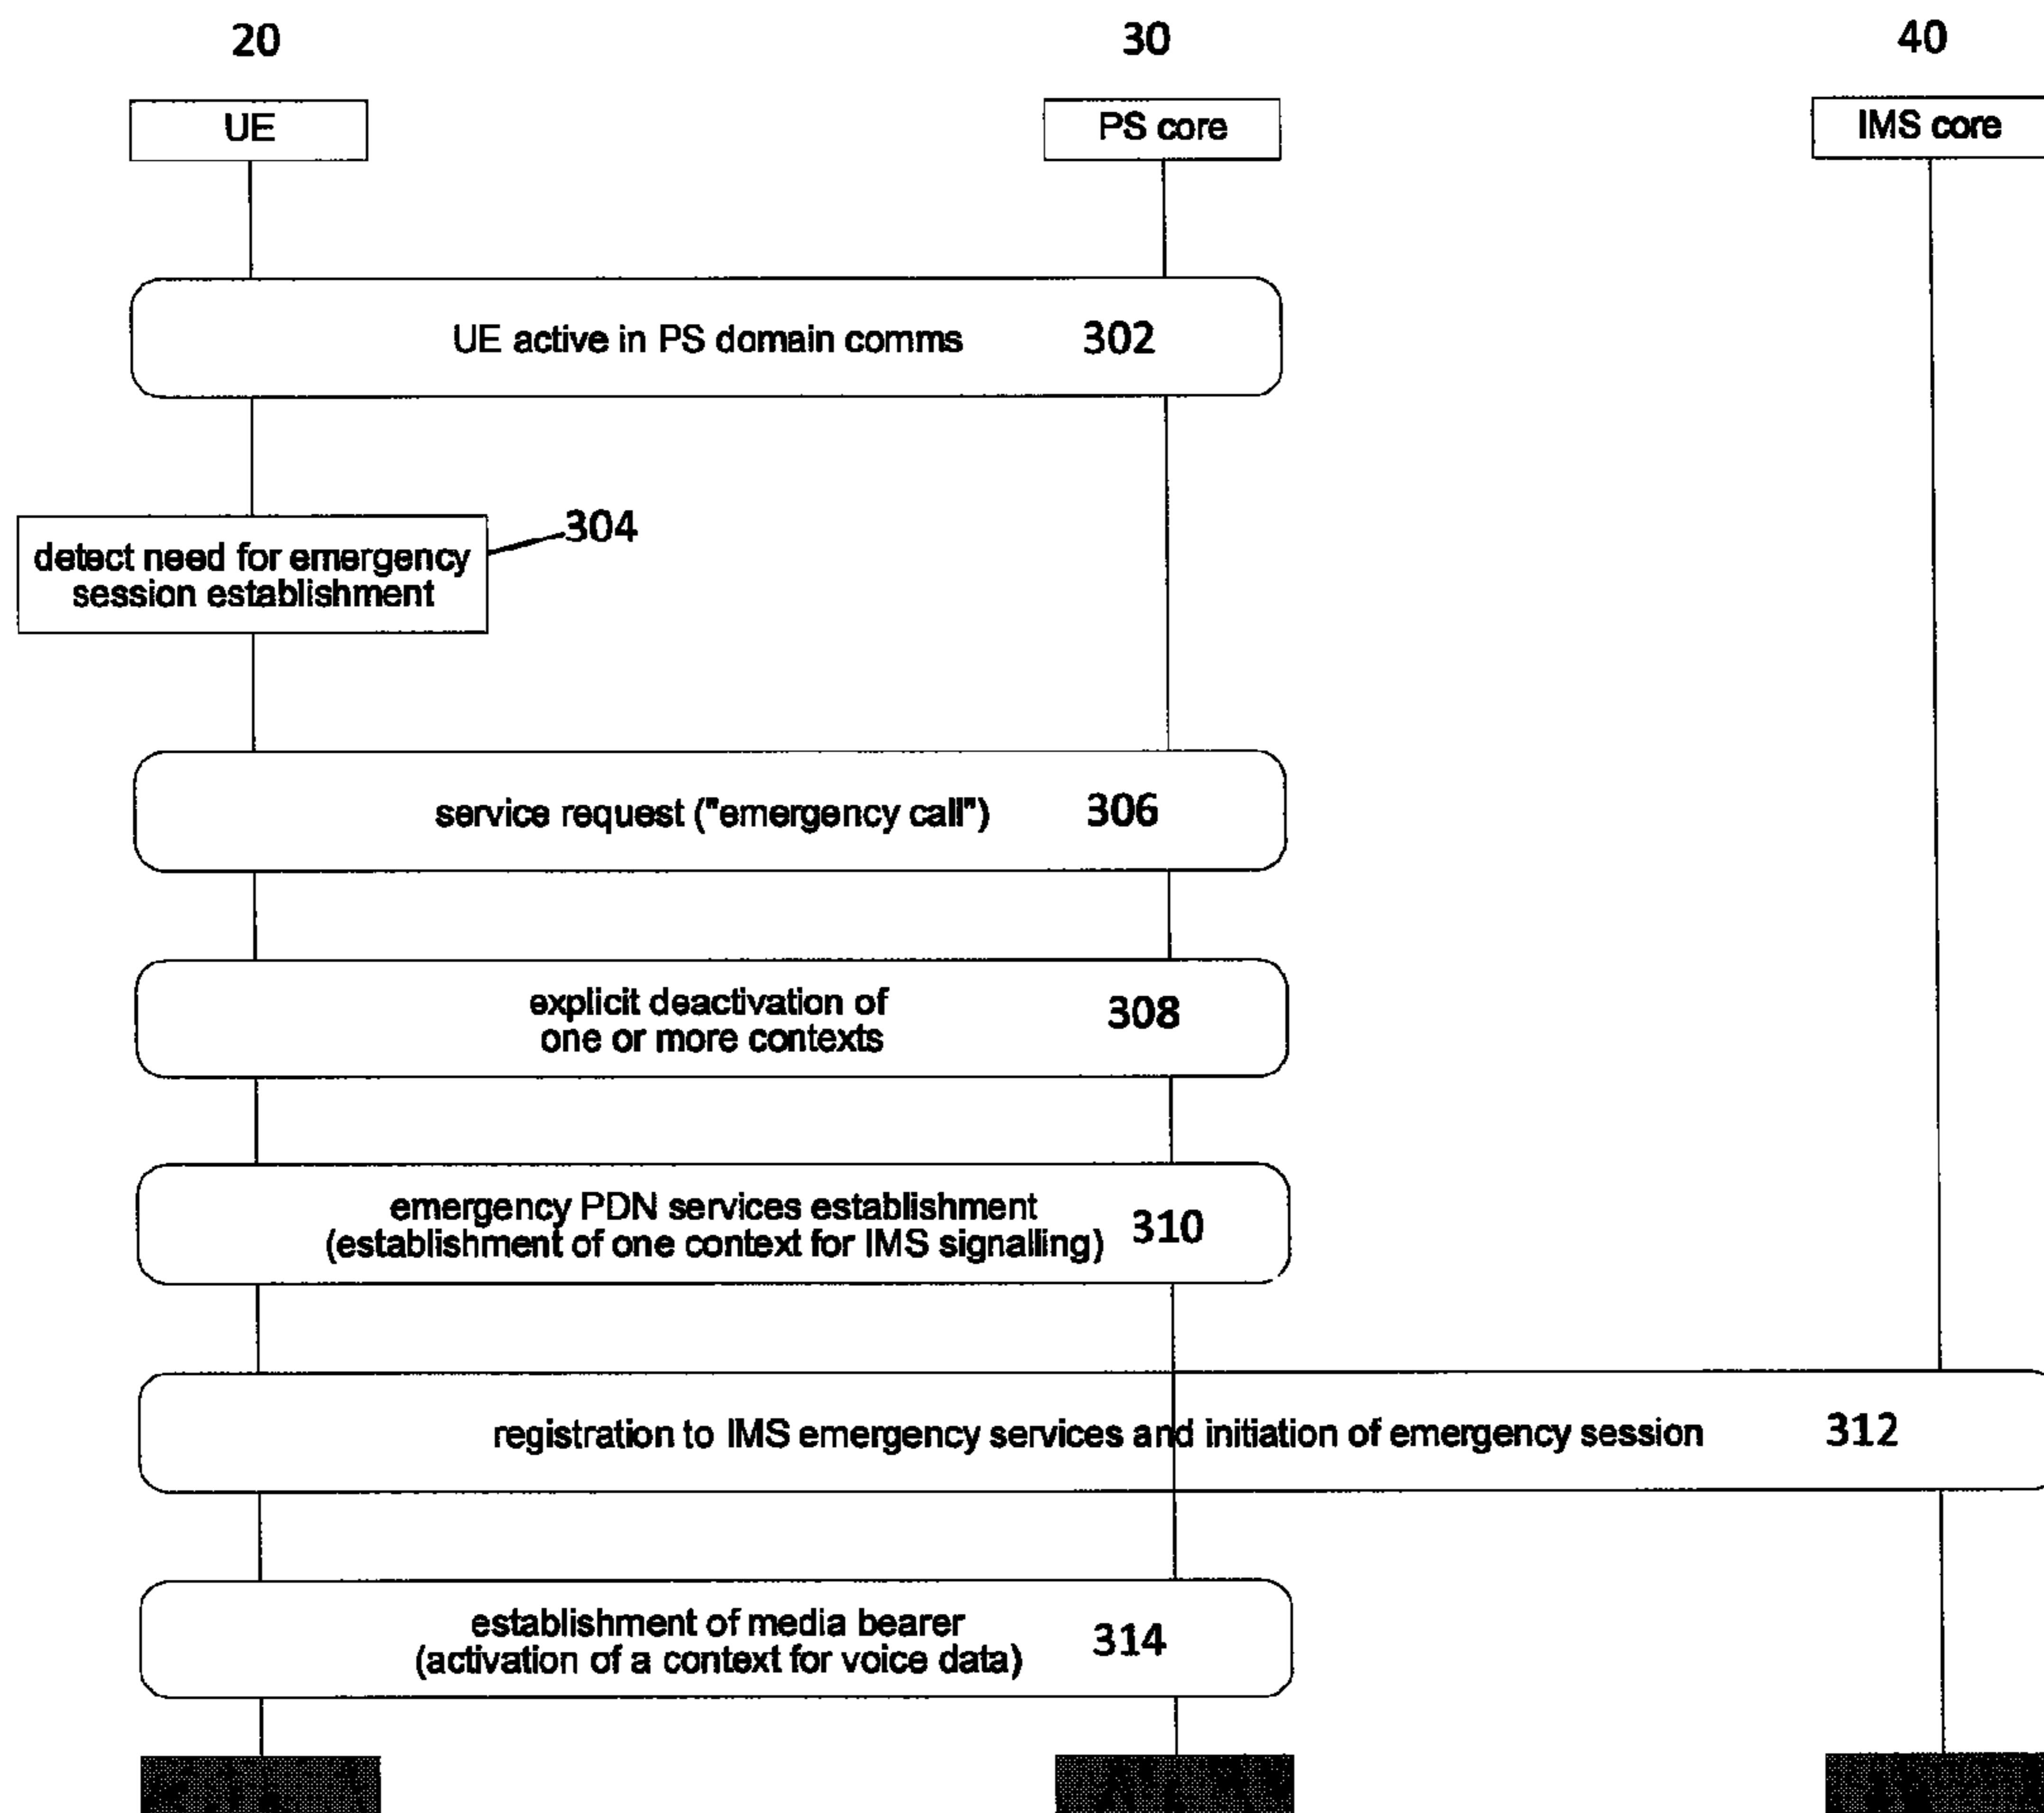 20
30
40
UE
PS core
IMS core
UE active in PS domain comms
302
304
detect need for emergency
session establishment
service request ("emergency call")
306
explicit deactivation of
one or more contexts
308
emergency PDN services establishment
(establishment of one context for IMS signalling)
310
registration to IMS emergency services and initiation of emergency session
312
establishment of media bearer
(activation of a context for voice data)
314